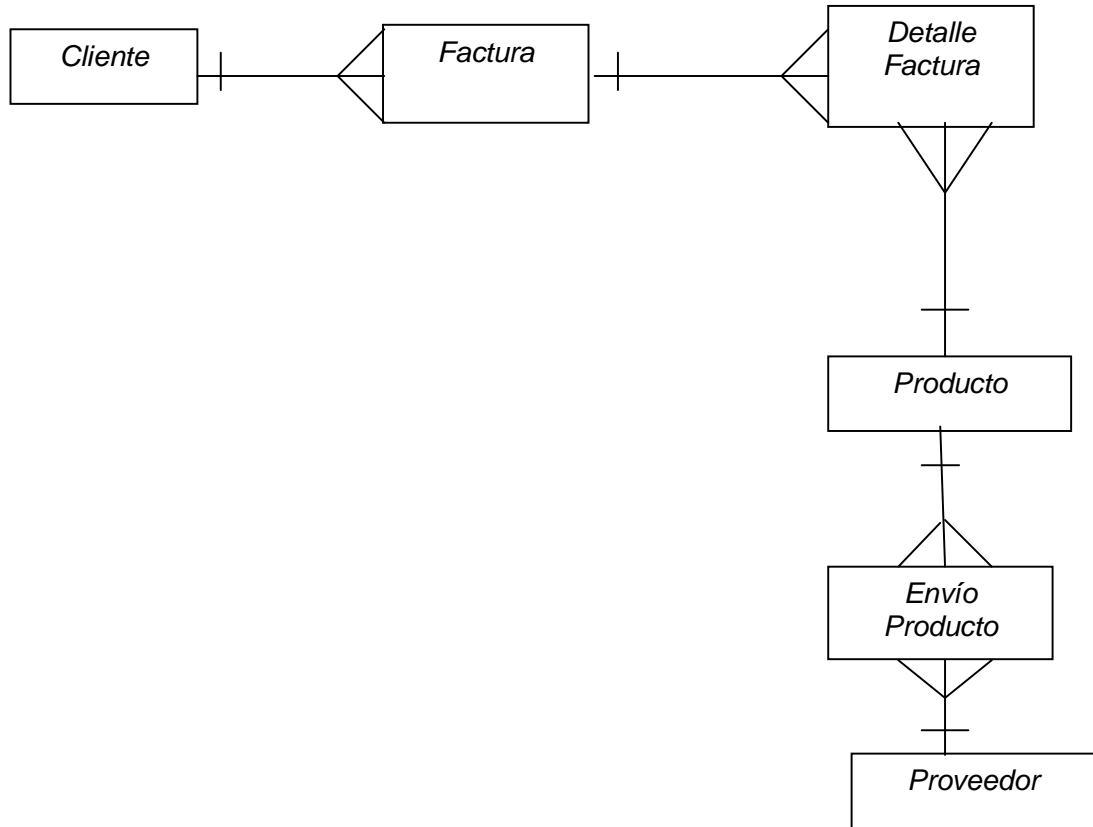 Cliente
Factura
Detalle
Factura
Producto
Envío
Producto
Proveedor